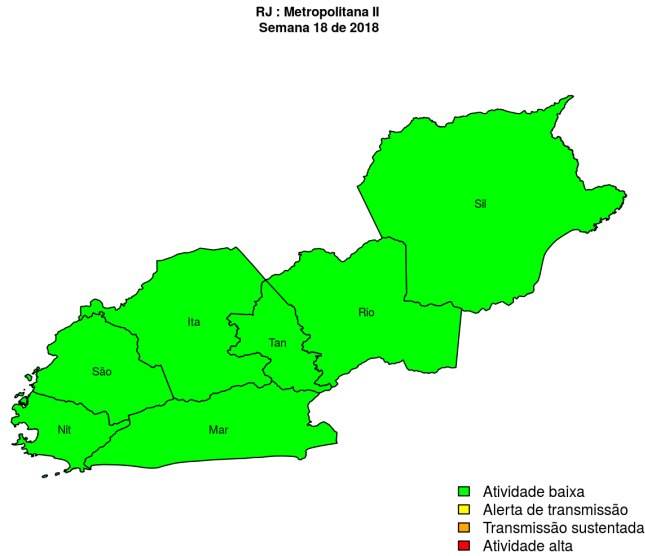 RJ : Metropolitana II
Semana 18 de 2018
Sil
Rio
Ita
Tan
São
Nit
Mar
Atividade baixa
Alerta de transmissão
Transmissão sustentada
Atividade alta